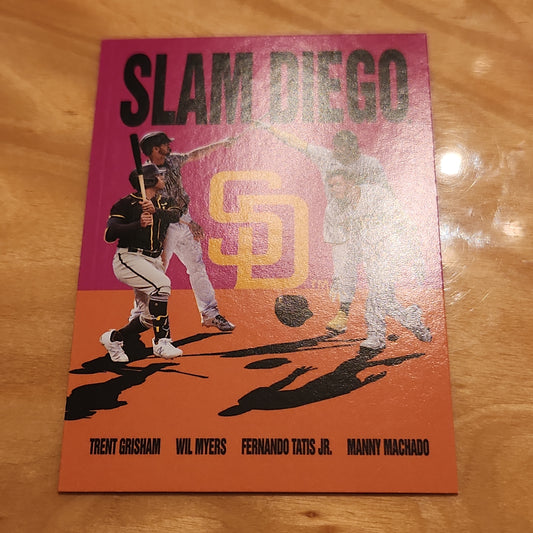 SLAM DIEGO
SD
TRENT GRISHAM WIL MYERS FERNANDO TATIS JR. MANNY MACHADO